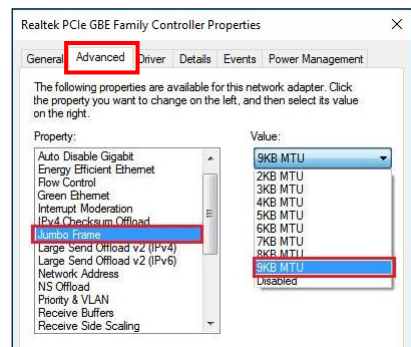 Realtek PCIe GBE Family Controller Properties
General Advanced Driver Details Events Power Management
The following properties are available for this network adapter. Click
the property you want to change on the left, and then select its value
on the right.
Property:
Auto Disable Gigabit
Energy Efficient Ethernet
Flow Control
Green Ethernet
Interrupt Moderation
IPv4 Checksum Offload
Jumbo Frame
Large Send Offload v2 (IPv4)
Large Send Offload v2 (IPv6)
Network Address
NS Offload
Priority & VLAN
Receive Buffers
Receive Side Scaling
Value:
9KB MTU
2KB MTU
3KB MTU
4KB MTU
5KB MTU
6KB MTU
7KB MTU
8KB MTU
9KB MTU
Disabled